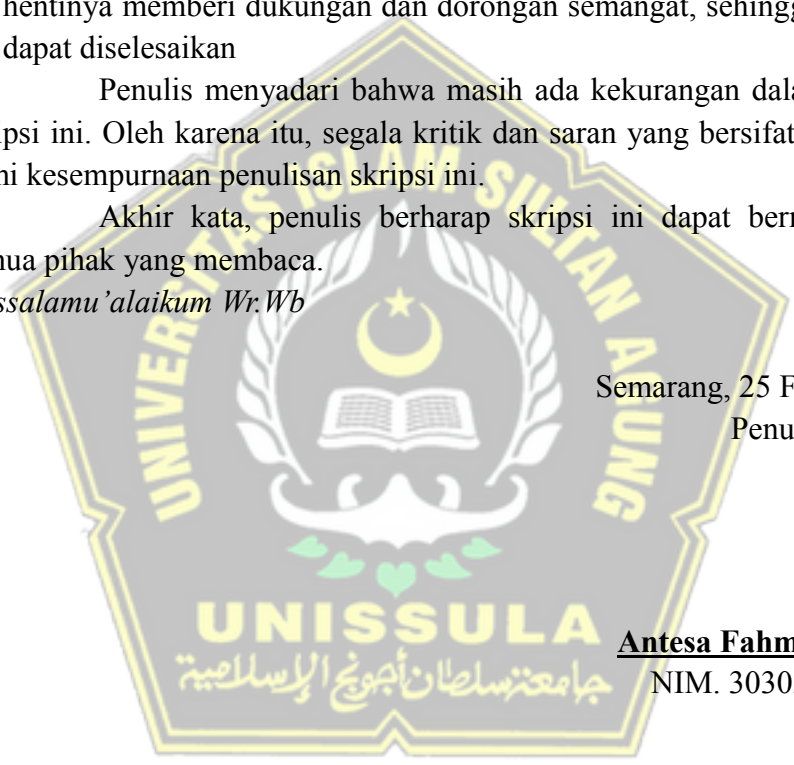 hentinya memberi dukungan dan dorongan semangat, sehingg
dapat diselesaikan
Penulis menyadari bahwa masih ada kekurangan dala
ipsi ini. Oleh karena itu, segala kritik dan saran yang bersifat
ni kesempurnaan penulisan skripsi ini.
Akhir kata, penulis berharap skripsi ini dapat ber
nua pihak yang membaca.
ssalamu’alaikum Wr.Wb
Semarang, 25 F
Penu
Antesa Fahm
NIM. 3030
UNIVERSITAS ISLAM SULTAN AGUNG
UNISSULA
جامعة سلطان أجونج الإسلامية